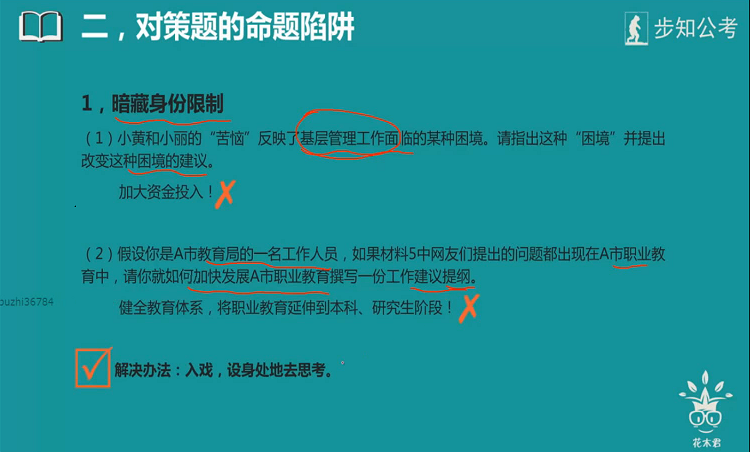 二，对策题的命题陷阱
步知公考
1，暗藏身份限制
（1）小黄和小丽的“苦恼”反映了基层管理工作面临的某种困境。请指出这种“困境”并提出
改变这种困境的建议。
加大资金投入！
（2）假设你是A市教育局的一名工作人员，如果材料5中网友们提出的问题都出现在A市职业教
育中，请你就如何加快发展A市职业教育撰写一份工作建议提纲。
buzhi36784
健全教育体系，将职业教育延伸到本科、研究生阶段！
解决办法：入戏，设身处地去思考。
花木君